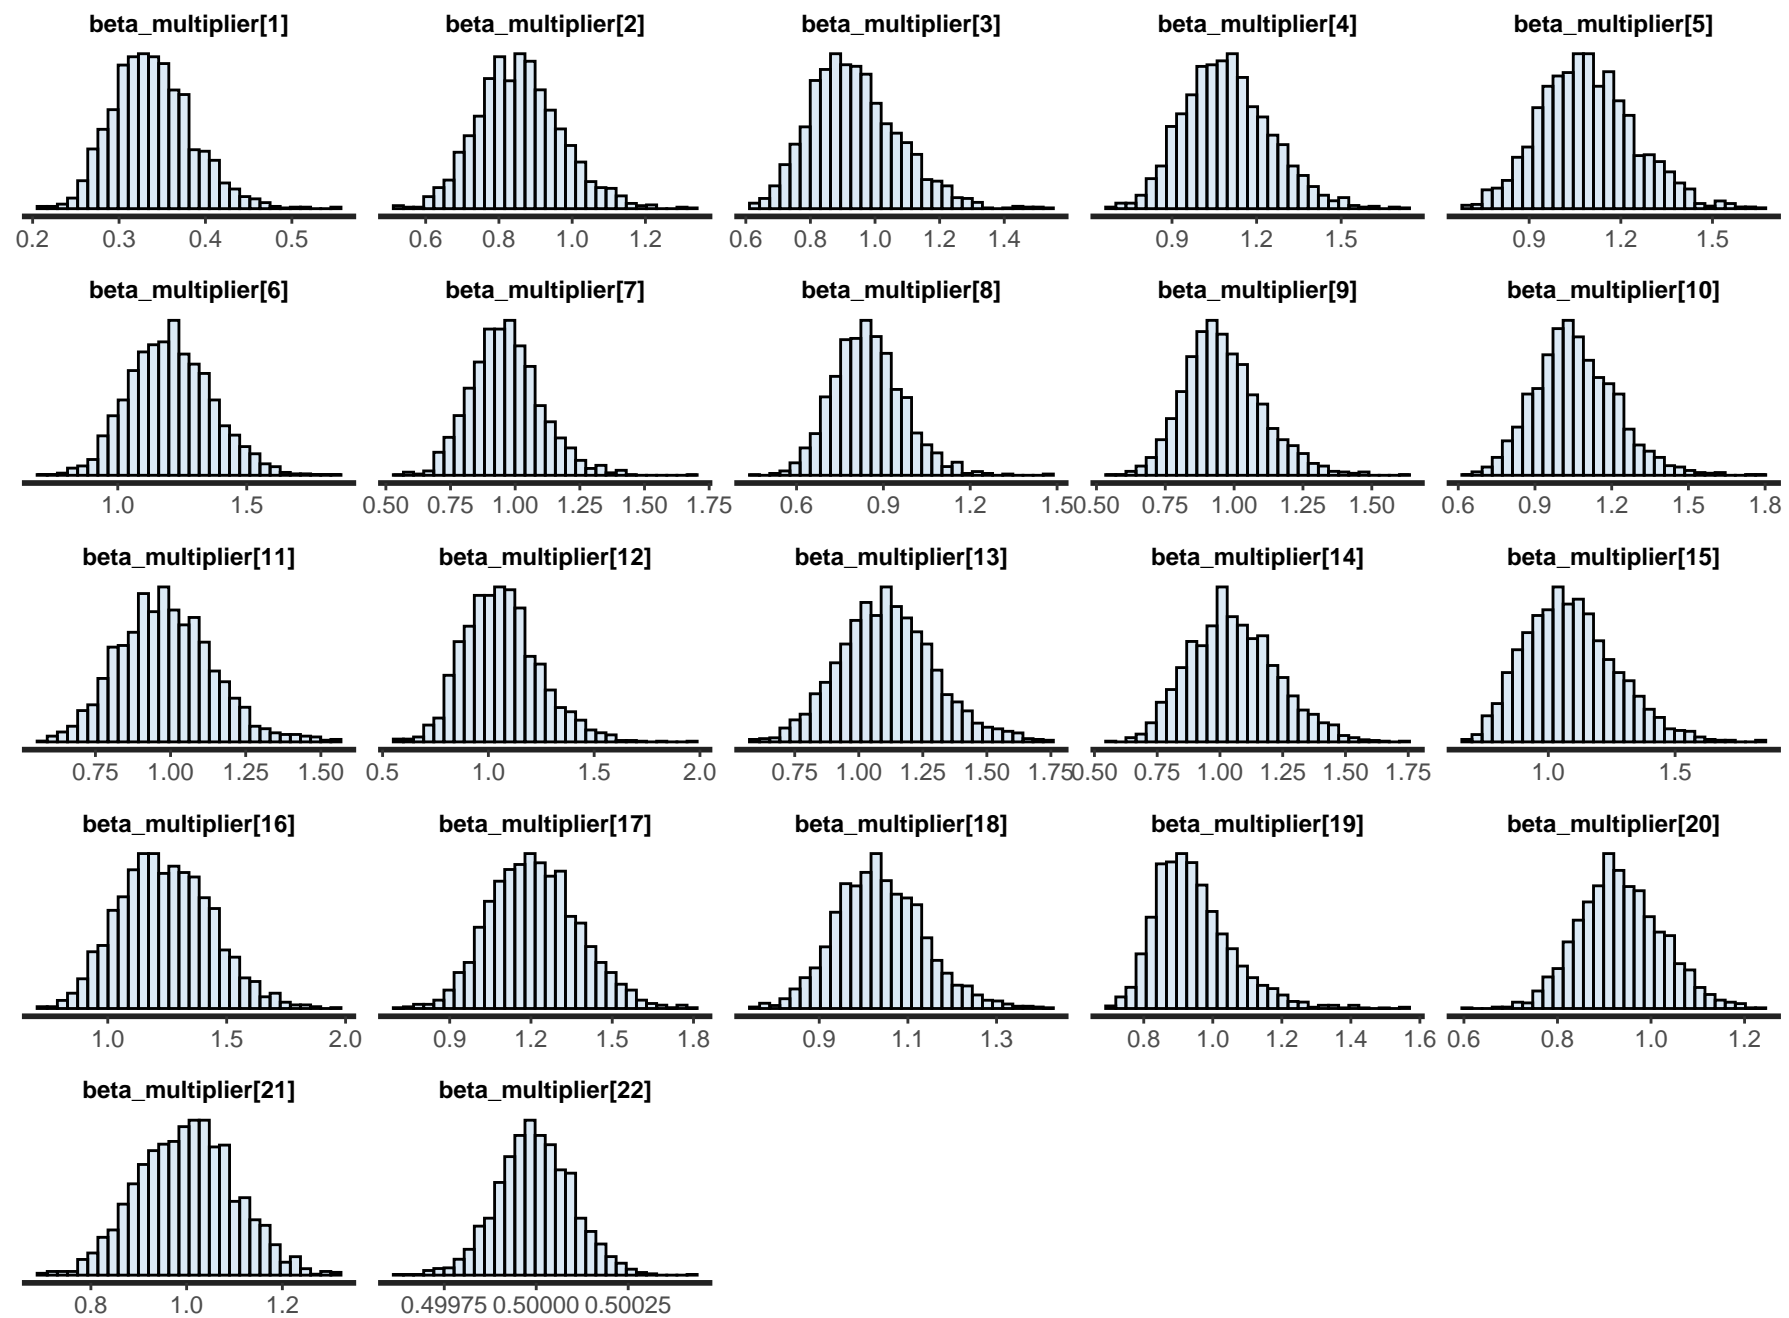 beta_multiplier[1] beta_multiplier[2] beta_multiplier[3] beta_multiplier[4] beta_multiplier[5]
0.2 0.3 0.4 0.5 0.6 0.8 1.0 1.2 0.6 0.8 1.0 1.2 1.4 0.9 1.2 1.5 0.9 1.2 1.5
beta_multiplier[6] beta_multiplier[7] beta_multiplier[8] beta_multiplier[9] beta_multiplier[10]
1.0 1.5 0.50 0.75 1.00 1.25 1.75 0.6 0.9 1.2 1.50 0.50 0.75 1.00 1.25 1.50 0.6 0.9 1.2 1.5 1.8
beta_multiplier[11] beta_multiplier[12] beta_multiplier[13] beta_multiplier[14] beta_multiplier[15]
0.75 1.00 1.25 1.50 0.5 1.0 1.5 2.0 0.75 1.00 1.25 1.50 1.75 0.50 0.75 1.00 1.25 1.50 1.75 1.0 1.5
beta_multiplier[16] beta_multiplier[17] beta_multiplier[18] beta_multiplier[19] beta_multiplier[20]
1.0 1.5 2.0 0.9 1.2 1.5 1.8 0.9 1.1 1.3 0.8 1.0 1.2 1.4 1.6 0.6 0.8 1.0 1.2
beta_multiplier[21] beta_multiplier[22]
0.8 1.0 1.2 0.49975 0.50000 0.50025